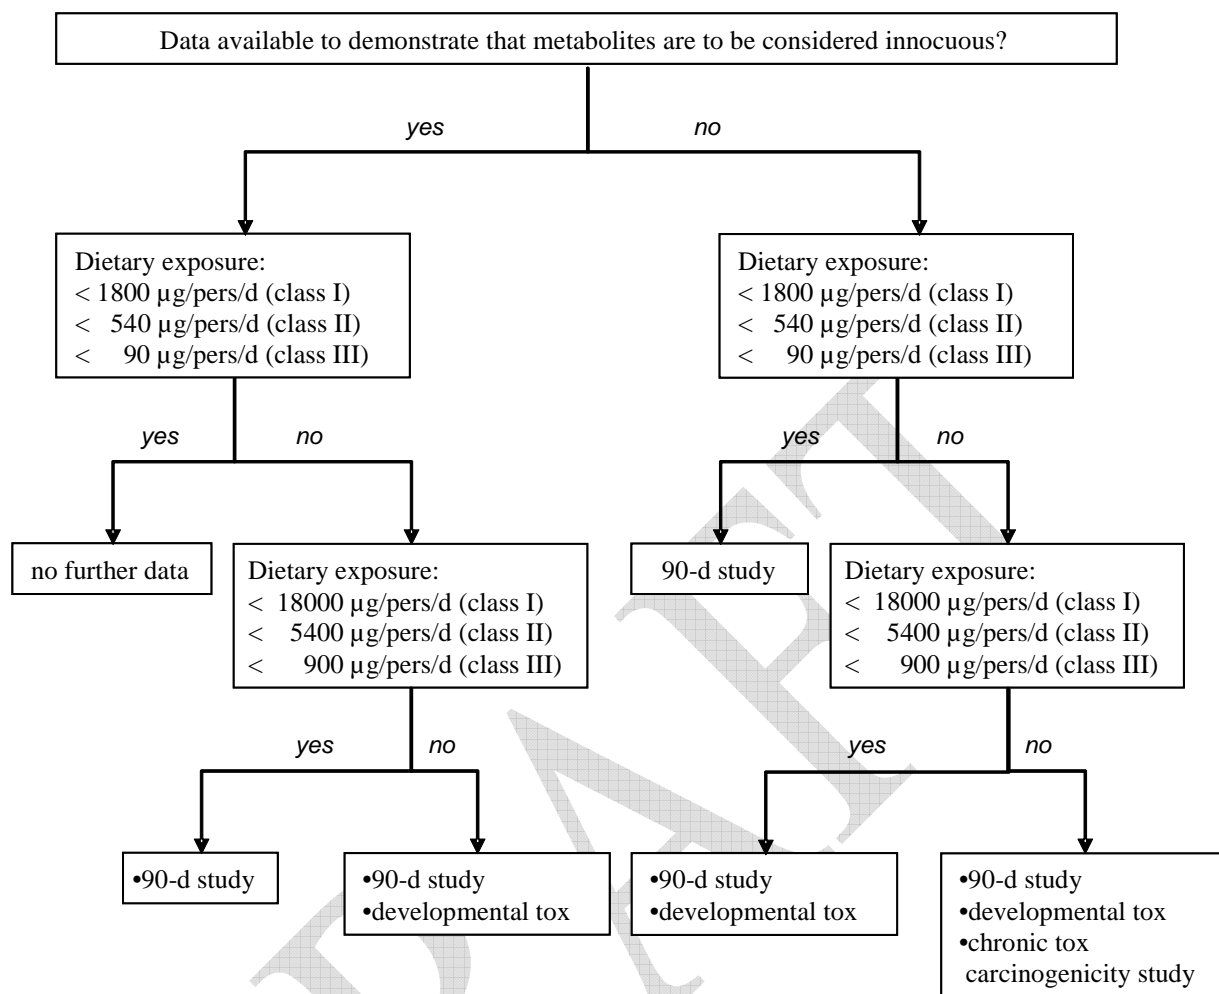 Data available to demonstrate that metabolites are to be considered innocuous?
yes
no
Dietary exposure:
< 1800 µg/pers/d (class I)
< 540 µg/pers/d (class II)
< 90 µg/pers/d (class III)
Dietary exposure:
< 1800 µg/pers/d (class I)
< 540 µg/pers/d (class II)
< 90 µg/pers/d (class III)
yes
no
yes
no
no further data
Dietary exposure:
< 18000 µg/pers/d (class I)
< 5400 µg/pers/d (class II)
< 900 µg/pers/d (class III)
90-d study
Dietary exposure:
< 18000 µg/pers/d (class I)
< 5400 µg/pers/d (class II)
< 900 µg/pers/d (class III)
yes
no
yes
no
•90-d study
•90-d study
•developmental tox
•90-d study
•developmental tox
•90-d study
•developmental tox
•chronic tox
carcinogenicity study
DRAFT